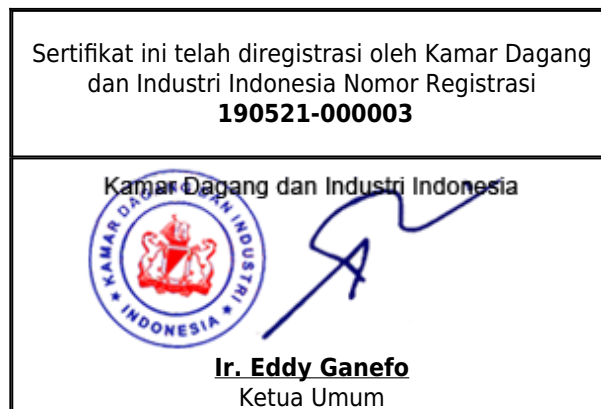 Sertifikat ini telah diregistrasi oleh Kamar Dagang
dan Industri Indonesia Nomor Registrasi
190521-000003
Kamar Dagang dan Industri Indonesia
KAMAR DAGANG DAN INDUSTRI
INDONESIA
Ir. Eddy Ganefo
Ketua Umum